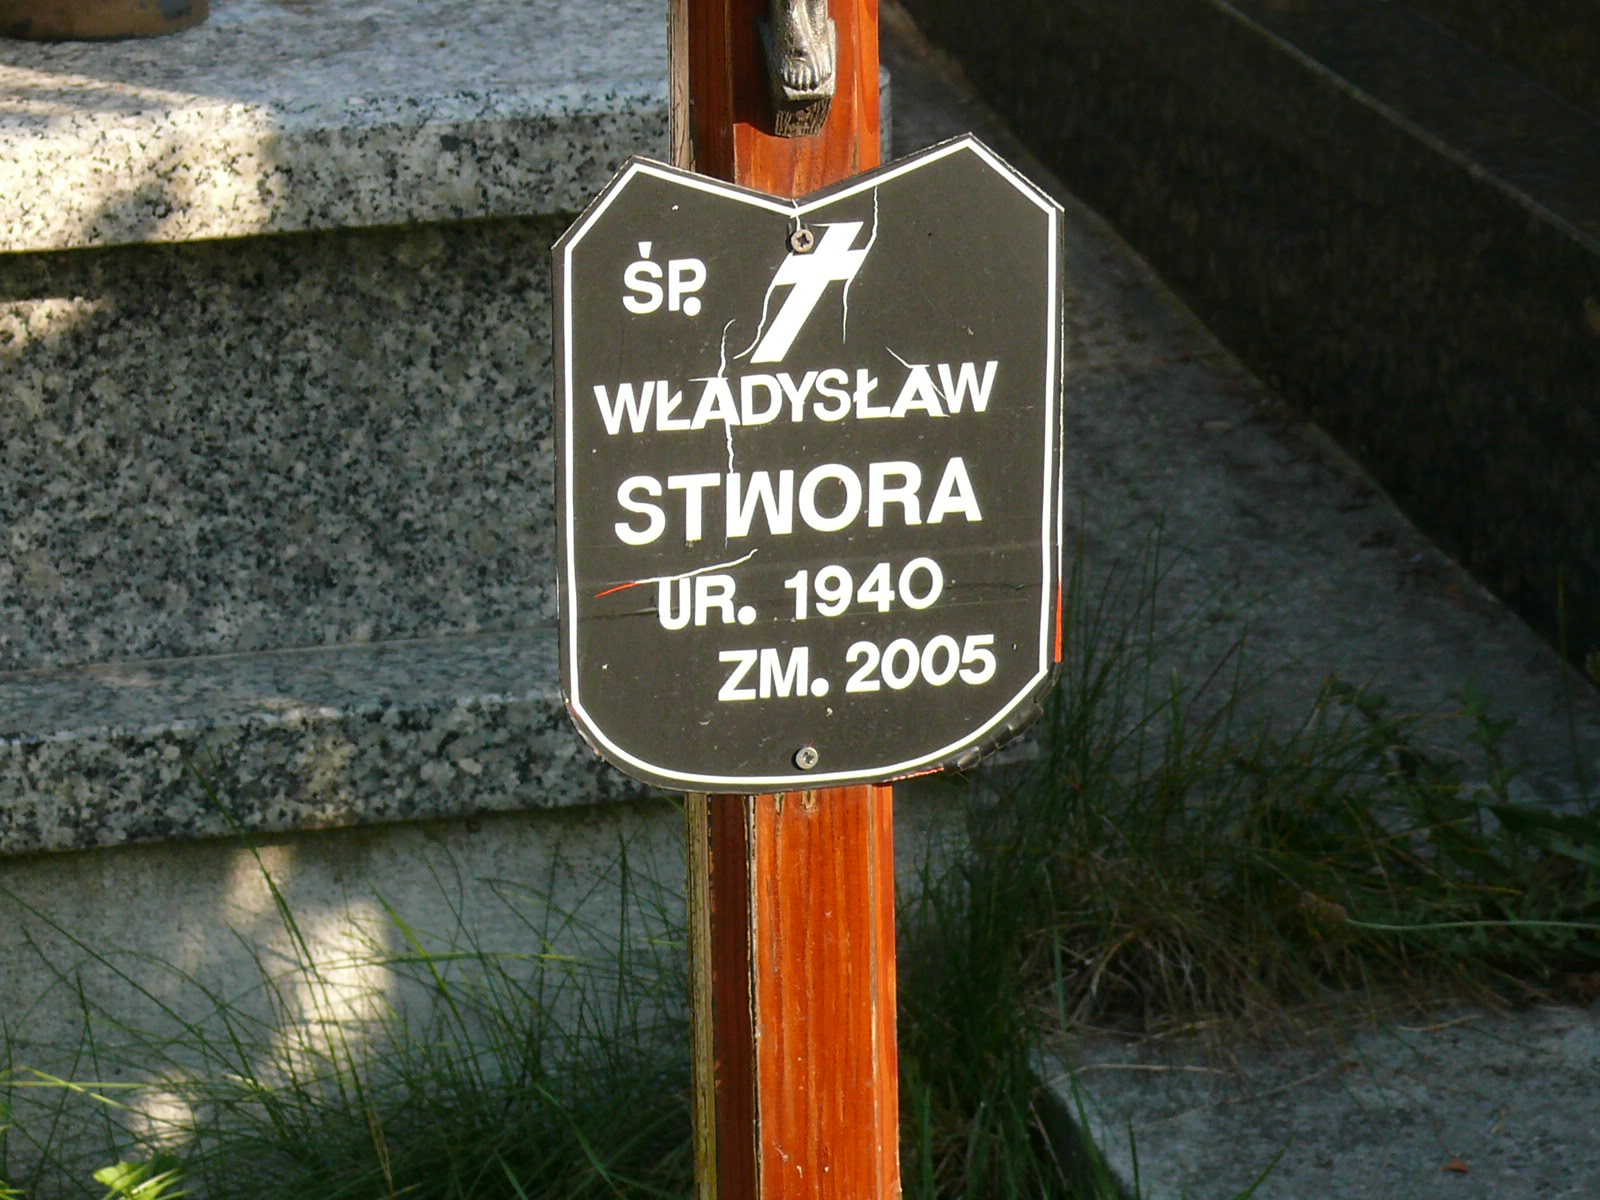 ŚP.
WŁADYSŁAW
STWORA
UR. 1940
ZM. 2005